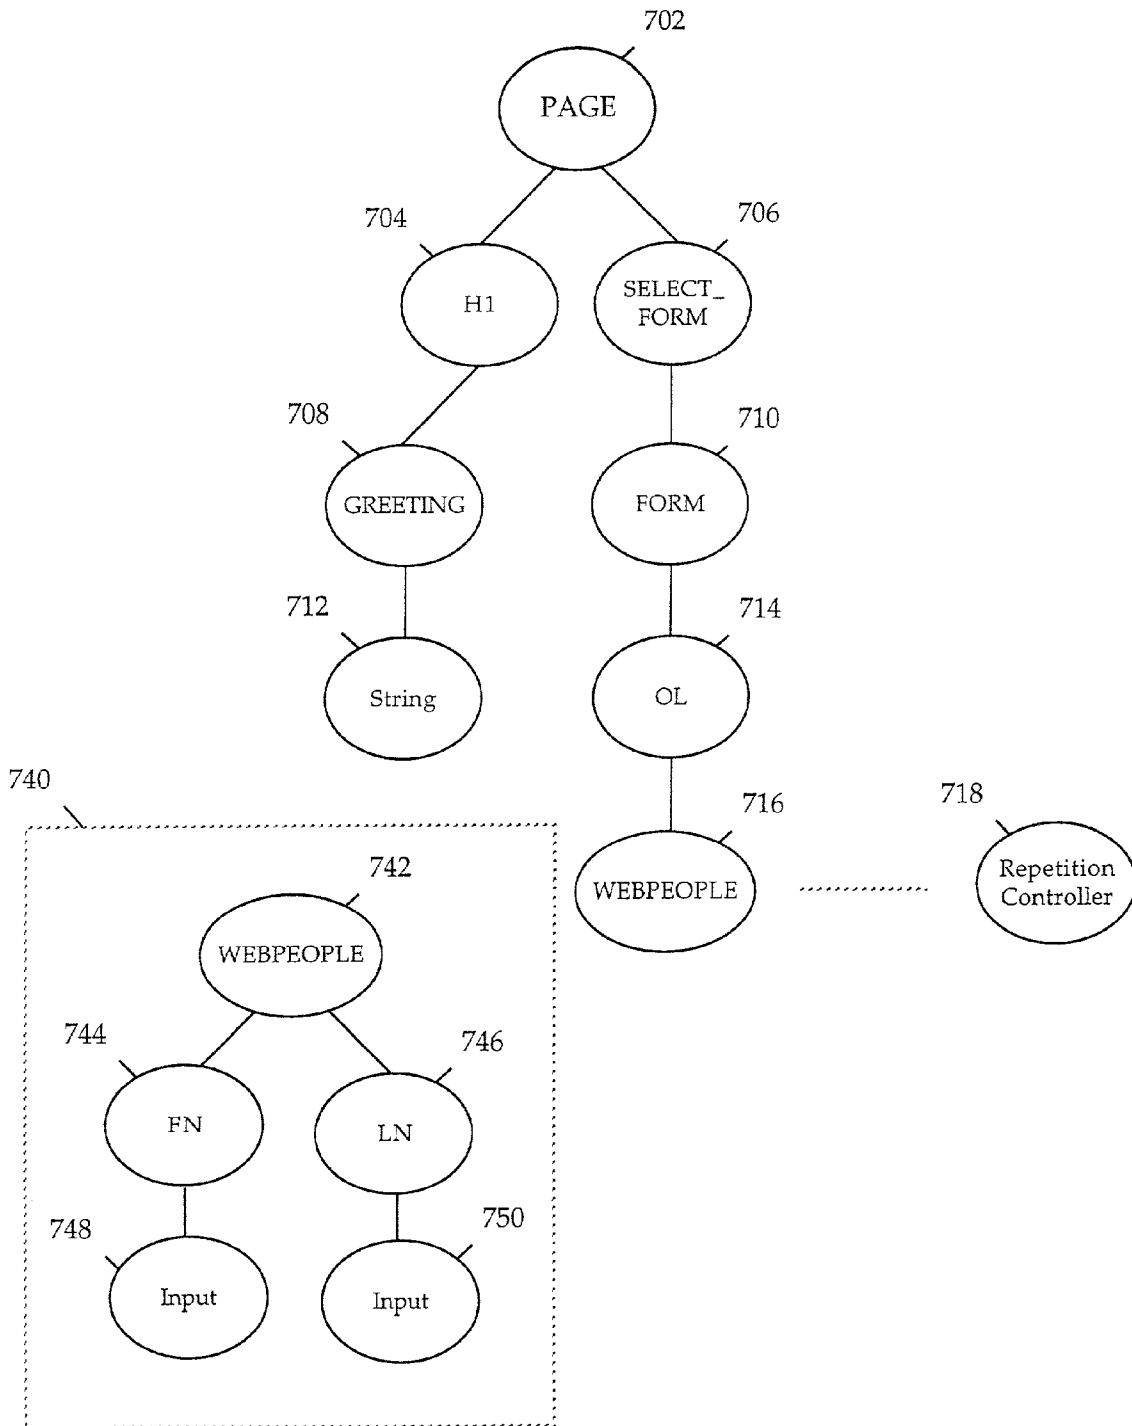 702
PAGE
704
706
H1
SELECT_
FORM
708
710
GREETING
FORM
712
714
String
OL
740
716
718
WEBPEOPLE
Repetition
Controller
742
WEBPEOPLE
744
746
FN
LN
748
750
Input
Input